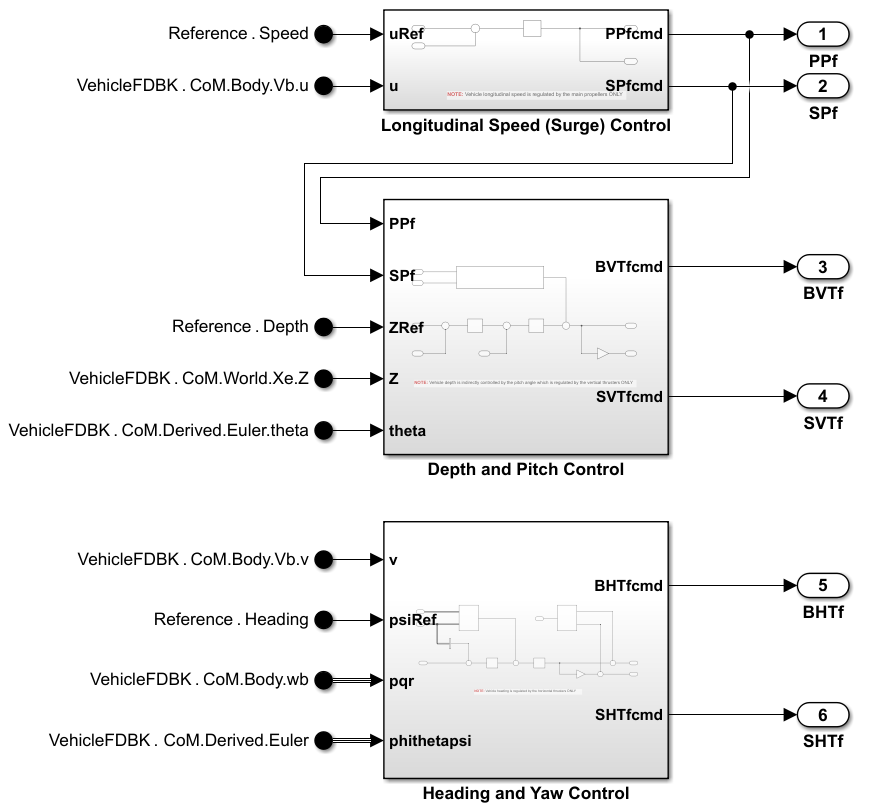 Reference . Speed
uRef
PPfcmd
1
PPf
VehicleFDBK . CoM.Body.Vb.u
u
SPfcmd
2
SPf
NOTE: Vehicle longitudinal speed is regulated by the main propellers ONLY
Longitudinal Speed (Surge) Control
PPf
SPf
BVTfcmd
3
BVTf
Reference . Depth
ZRef
VehicleFDBK . CoM.World.Xe.Z
Z
NOTE: Vehicle depth is indirectly controlled by the pitch angle which is regulated by the vertical thrusters ONLY
SVTfcmd
4
SVTf
VehicleFDBK . CoM.Derived.Euler.theta
theta
Depth and Pitch Control
VehicleFDBK . CoM.Body.Vb.v
v
BHTfcmd
5
BHTf
Reference . Heading
psiRef
VehicleFDBK . CoM.Body.wb
pqr
NOTE: Vehicle heading is regulated by the horizontal thrusters ONLY
SHTfcmd
6
SHTf
VehicleFDBK . CoM.Derived.Euler
phithetapsi
Heading and Yaw Control